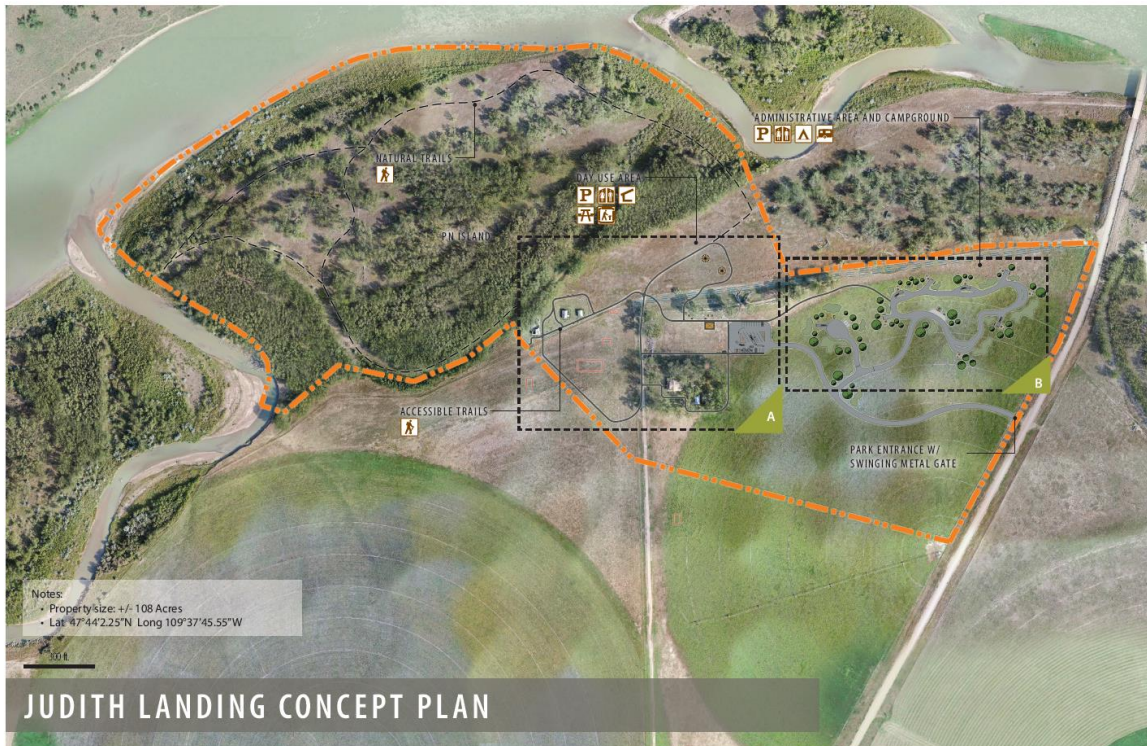 ADMINISTRATIVE AREA AND CAMPGROUND
P
NATURAL TRAILS
DAY USE AREA
P
PN ISLAND
ACCESSIBLE TRAILS
A
B
PARK ENTRANCE W/
SWINGING METAL GATE
Notes:
• Property size: +/- 108 Acres
• Lat 47°44'2.25"N Long 109°37'45.55"W
300 ft.
JUDITH LANDING CONCEPT PLAN